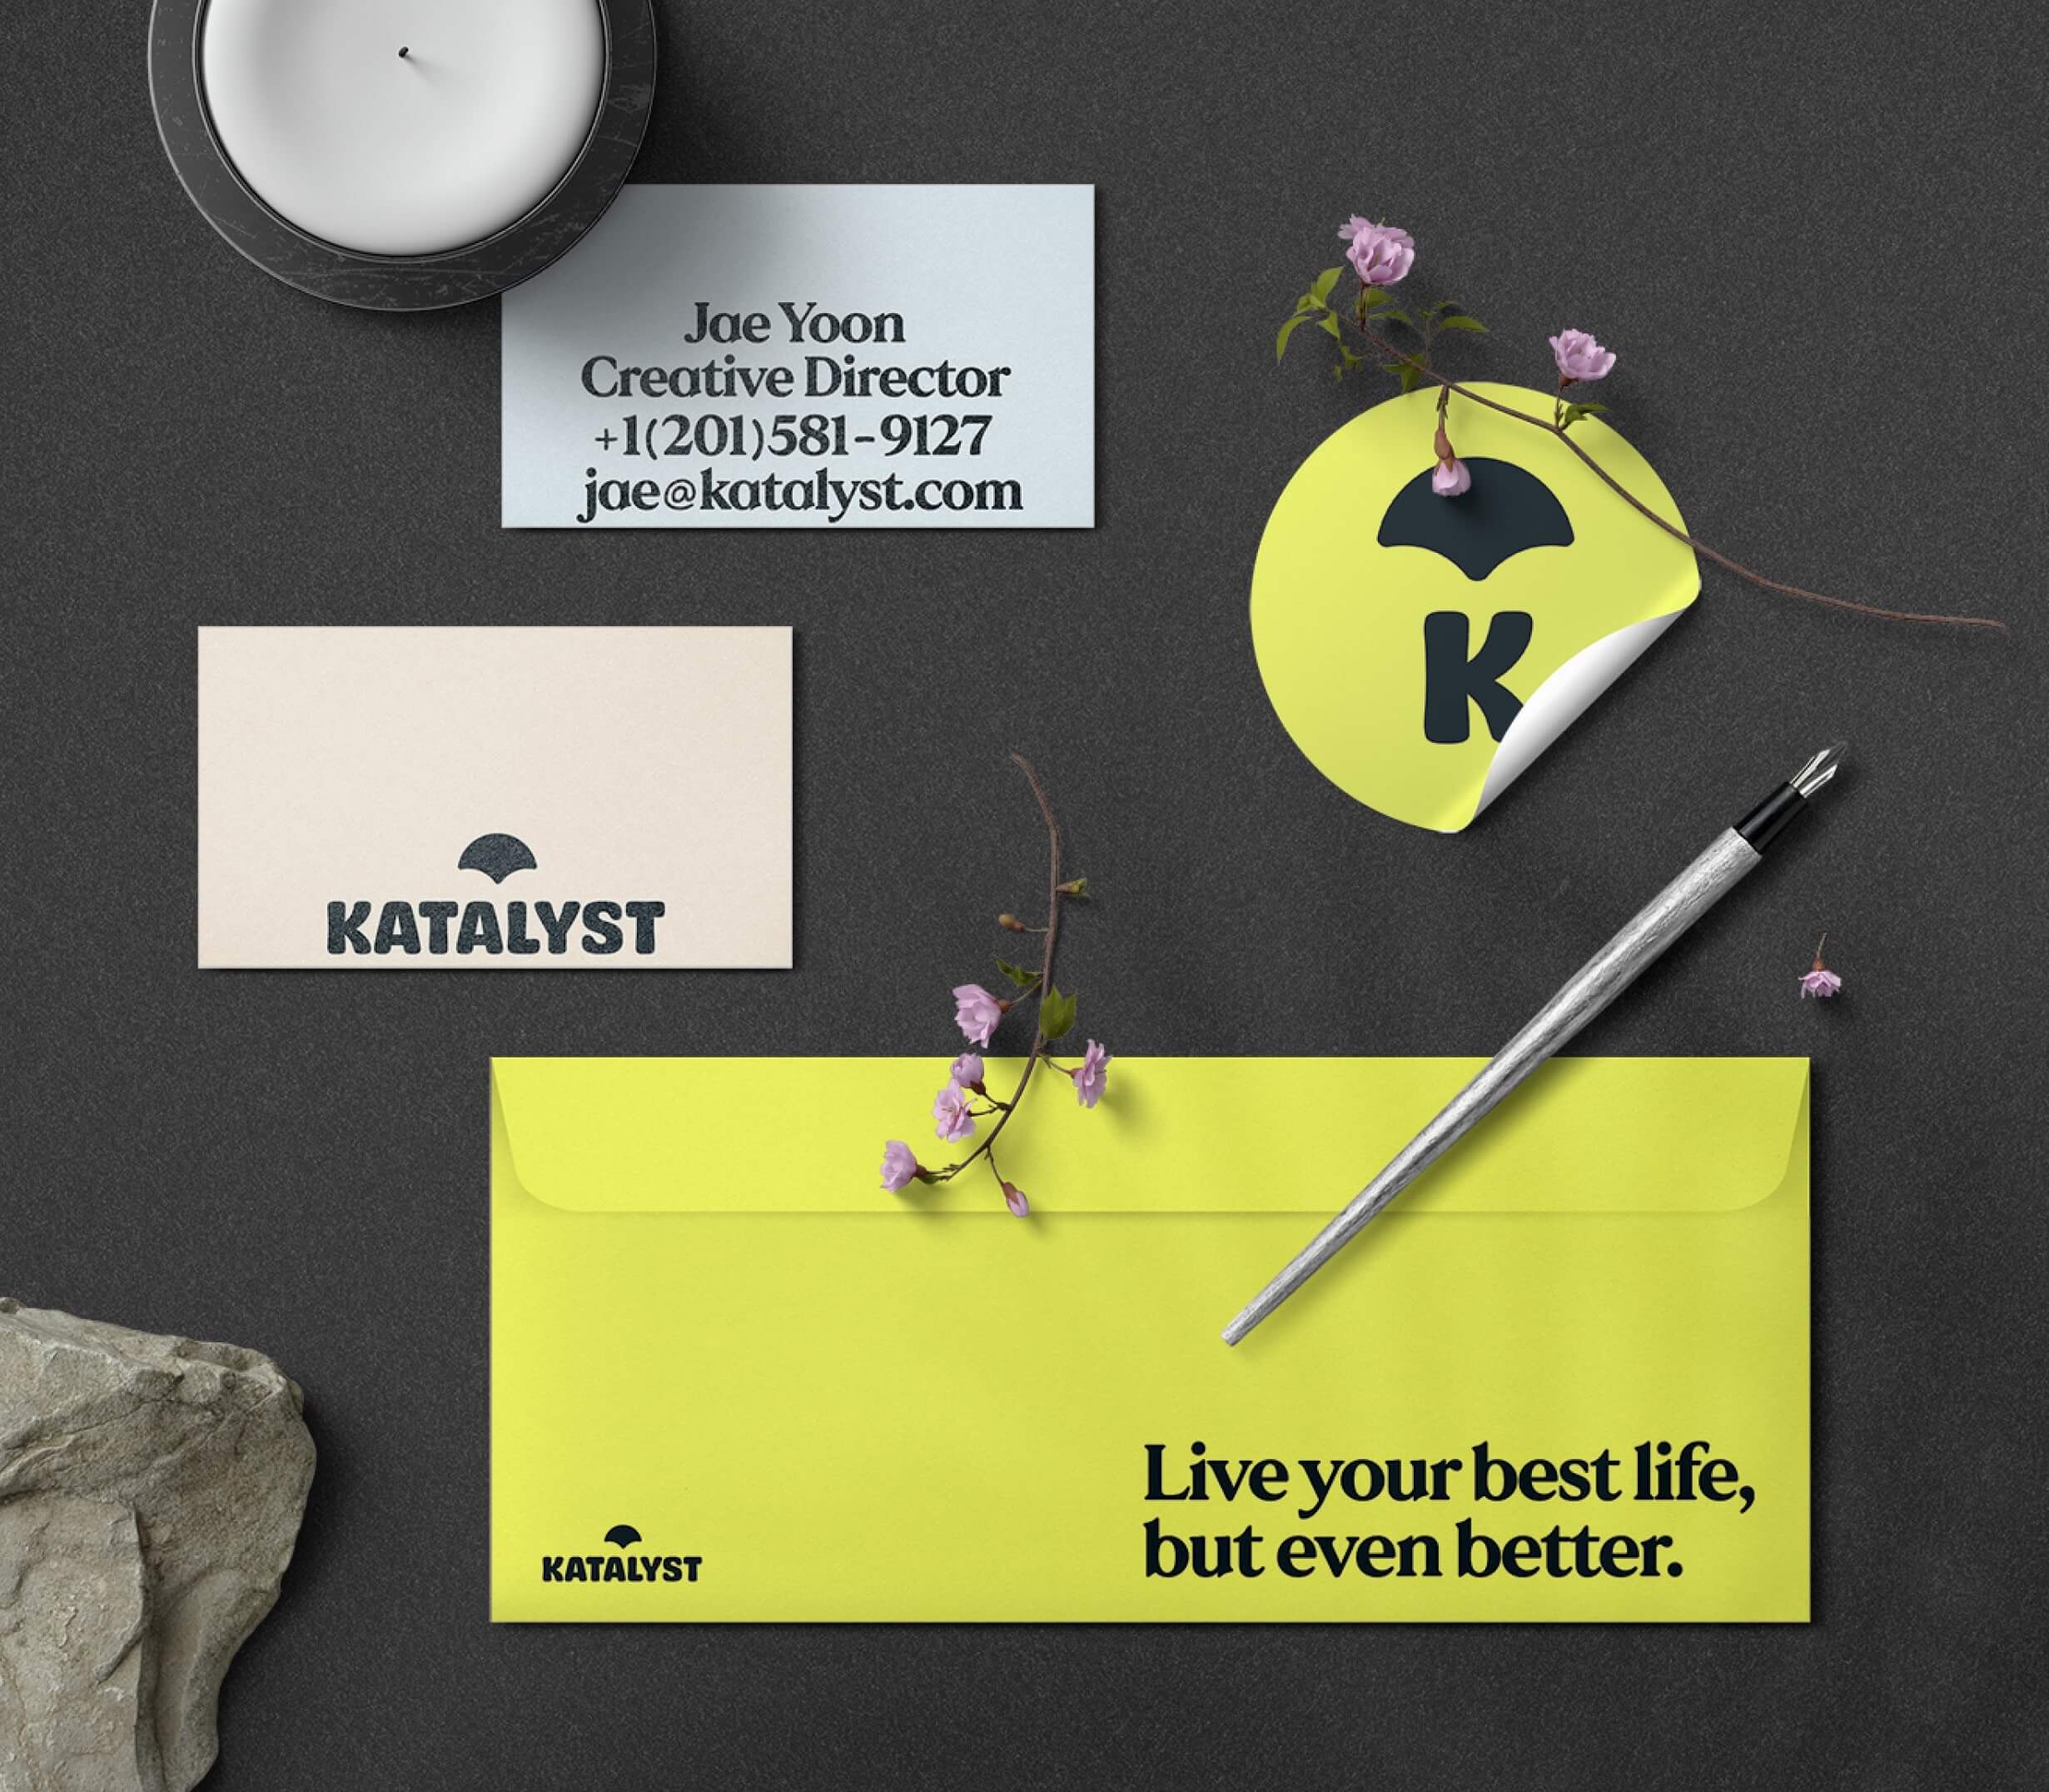 Jae Yoon
Creative Director
+1(201)581-9127
jae@katalyst.com
K
KATALYST
Live your best life,
but even better.
KATALYST